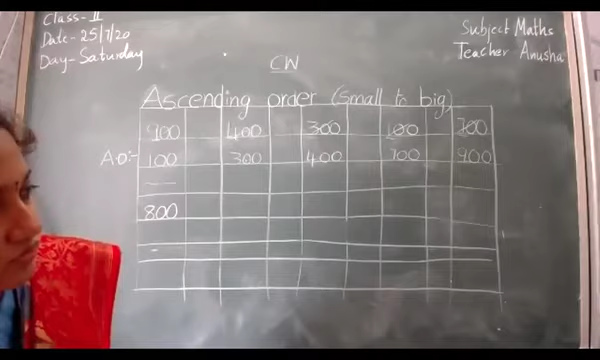 Class- II
Date- 25/7/20
Day- Saturday
Subject Maths
Teacher Anusha
CW
Ascending order (small to big)
900 400 300 100 700
A.O:- 100 300 400 700 900
800